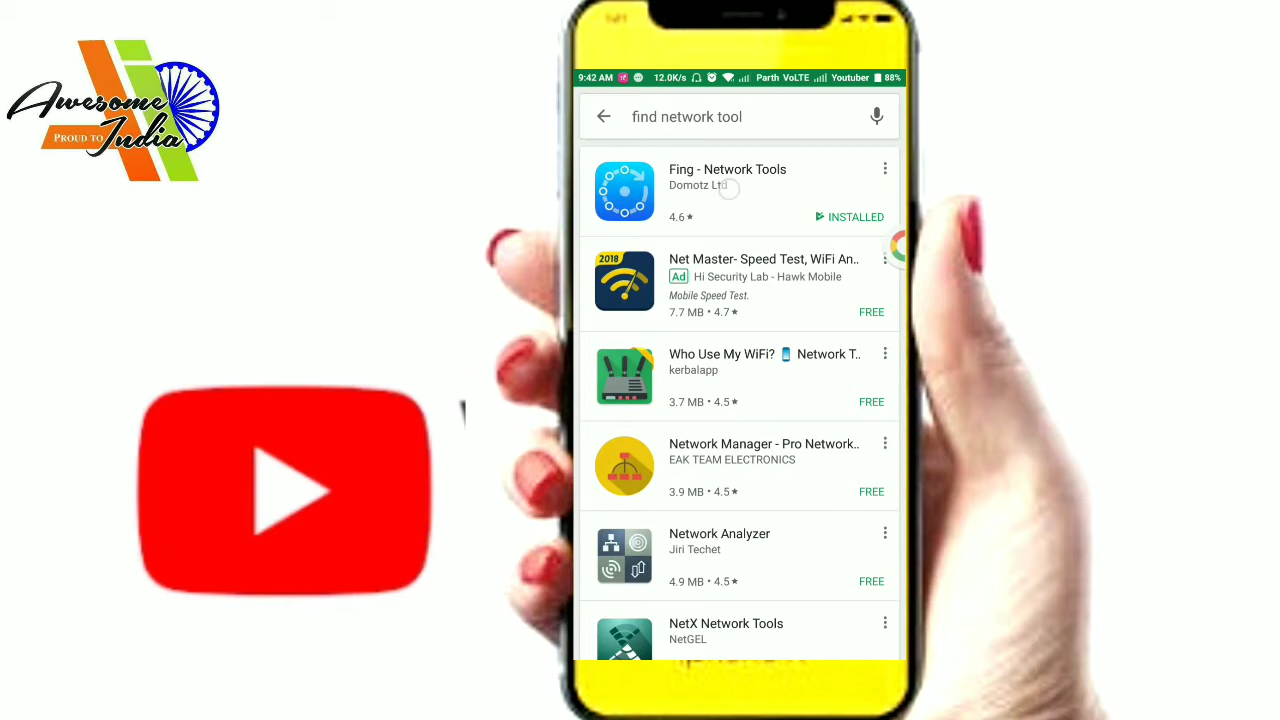 Awesome
PROUD TO
India
9:42 AM 12.0K/s Parth VoLTE Youtuber 88%
find network tool
Fing - Network Tools
Domotz Ltd
4.6★
INSTALLED
2018
Net Master- Speed Test, WiFi An..
Ad Hi Security Lab - Hawk Mobile
Mobile Speed Test.
7.7 MB • 4.7★
FREE
Who Use My WiFi? 📱 Network T..
kerbalapp
3.7 MB • 4.5★
FREE
Network Manager - Pro Network..
EAK TEAM ELECTRONICS
3.9 MB • 4.5★
FREE
Network Analyzer
Jiri Techet
4.9 MB • 4.5★
FREE
NetX Network Tools
NetGEL